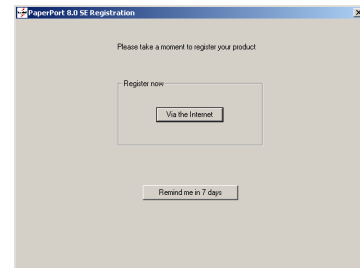 PaperPort 8.0 SE Registration
Please take a moment to register your product
Register now
Via the Internet
Remind me in 7 days